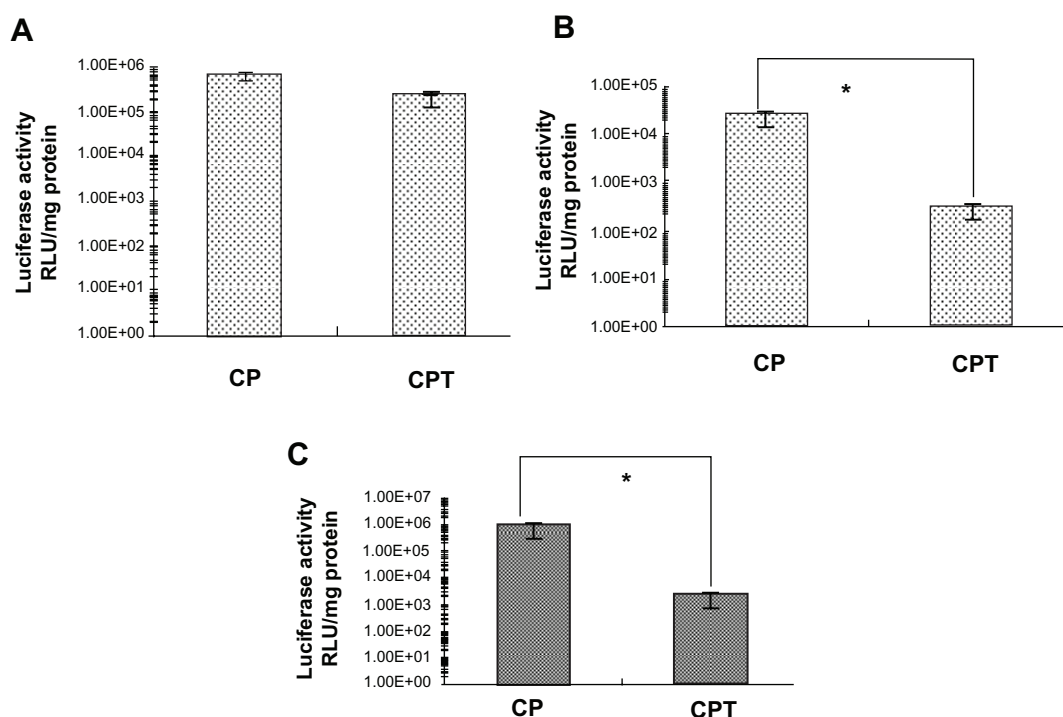 A
Luciferase activity
RLU/mg protein
1.00E+06
1.00E+05
1.00E+04
1.00E+03
1.00E+02
1.00E+01
1.00E+00
CP
CPT
B
*
Luciferase activity
RLU/mg protein
1.00E+05
1.00E+04
1.00E+03
1.00E+02
1.00E+01
1.00E+00
CP
CPT
C
*
Luciferase activity
RLU/mg protein
1.00E+07
1.00E+06
1.00E+05
1.00E+04
1.00E+03
1.00E+02
1.00E+01
1.00E+00
CP
CPT